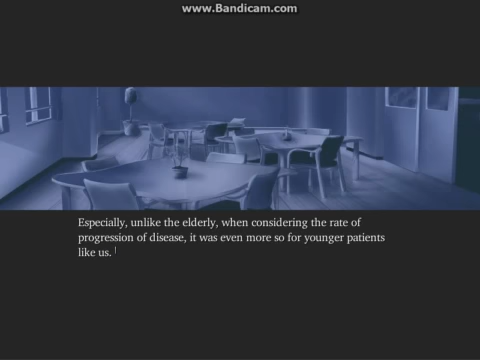 www.Bandicam.com
Especially, unlike the elderly, when considering the rate of
progression of disease, it was even more so for younger patients
like us.